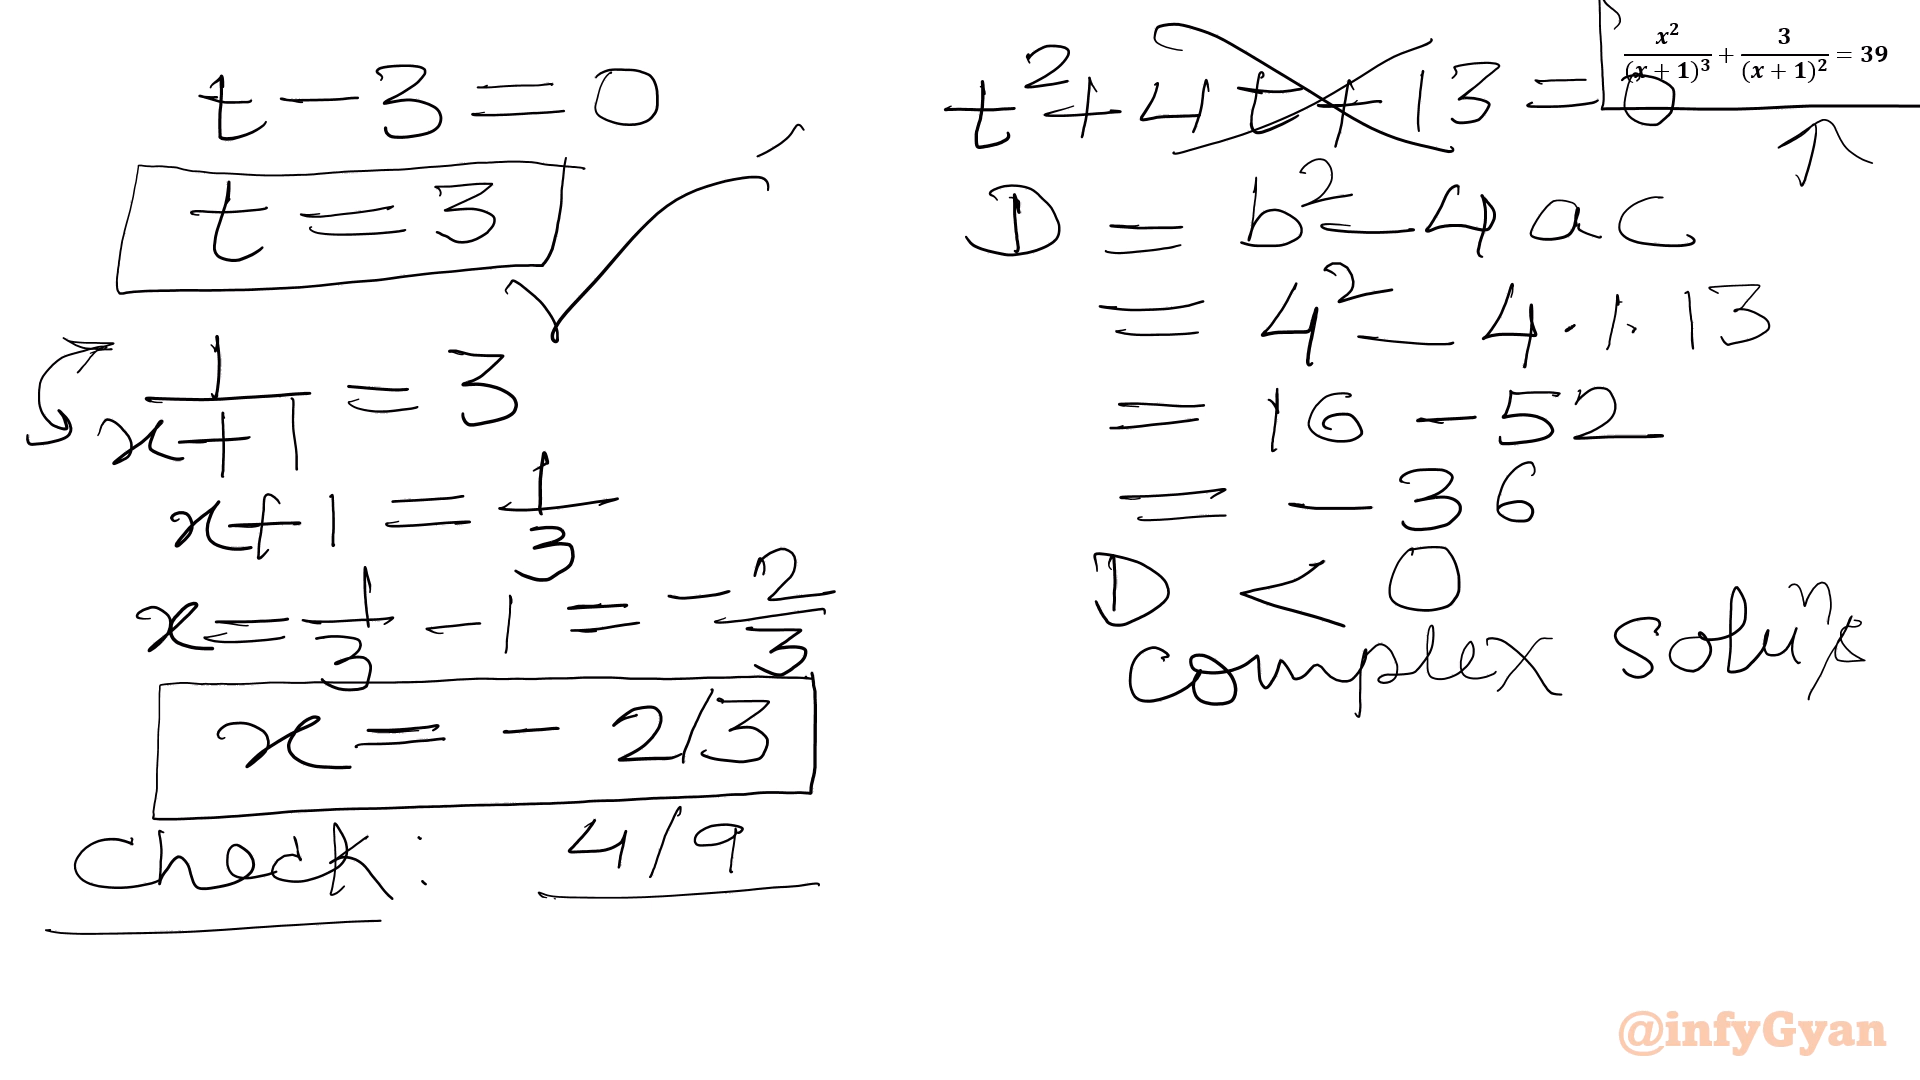 t - 3 = 0
t = 3
1/(x+1) = 3
x+1 = 1/3
x = 1/3 - 1 = -2/3
x = - 2/3
check : 4/9
x²/(x + 1)³ + 3/(x + 1)² = 39
t² + 4t + 13 = 0
D = b² - 4ac
= 4² - 4·1·13
= 16 - 52
= - 36
D < 0
complex soluⁿs
@infyGyan